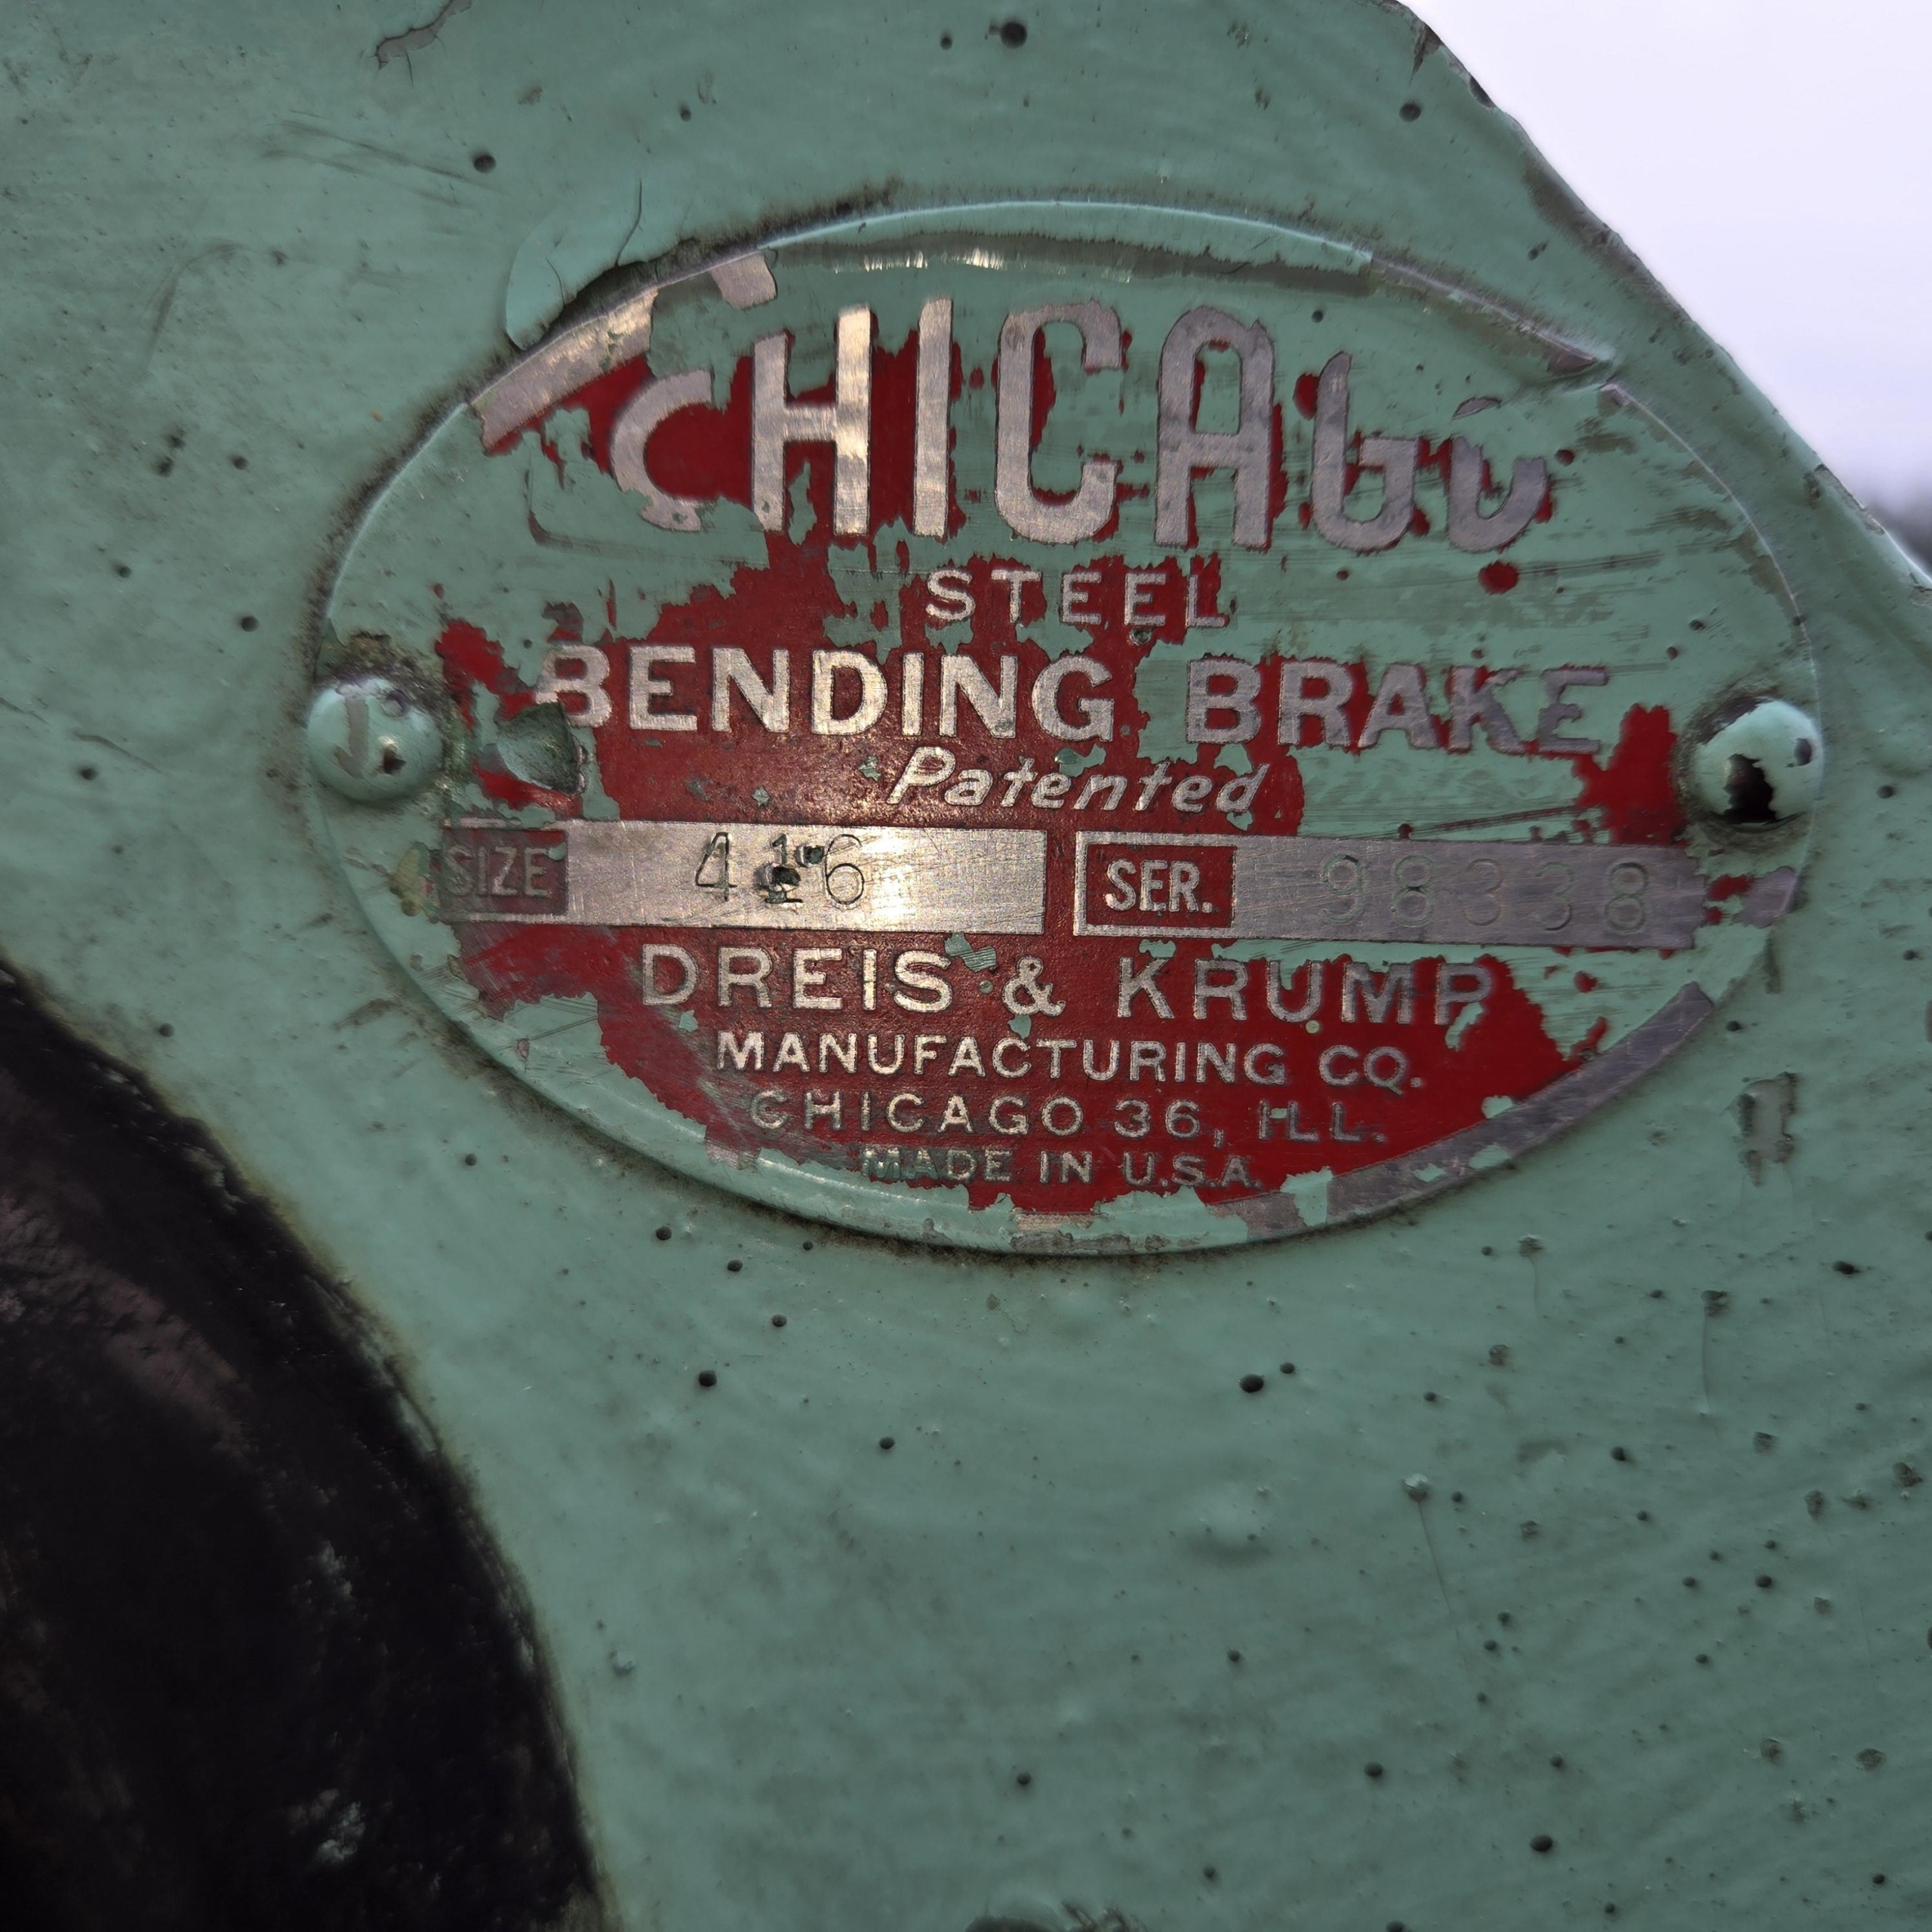 CHICAGO
STEEL
BENDING BRAKE
Patented
SIZE 416 SER. 98338
DREIS & KRUMP
MANUFACTURING CO.
CHICAGO 36, ILL.
MADE IN U.S.A.